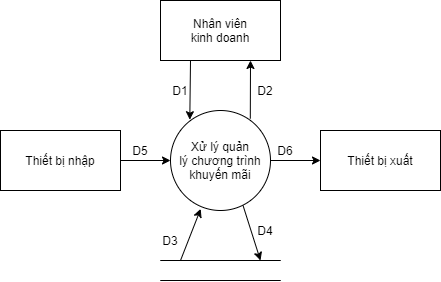 Nhân viên
kinh doanh
D1
D2
Thiết bị nhập
D5
Xử lý quản
lý chương trình
khuyến mãi
D6
Thiết bị xuất
D3
D4